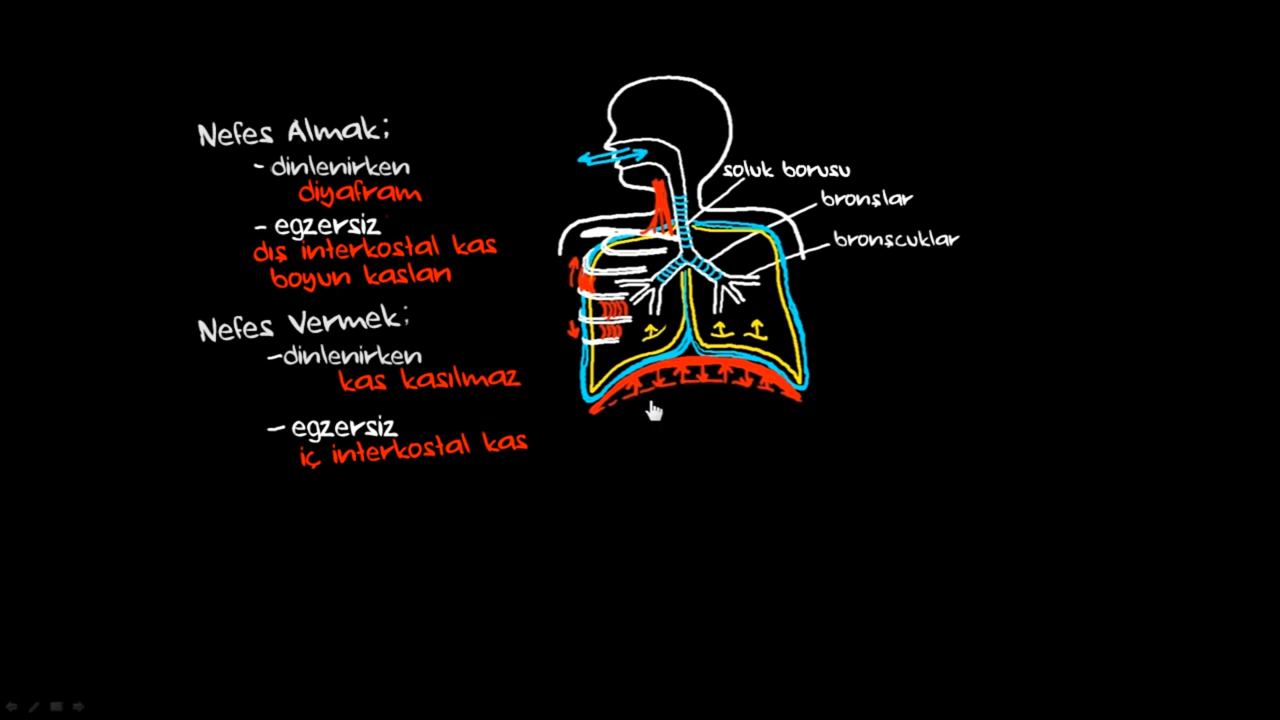 Nefes Almak;
- dinlenirken
diyafram
- egzersiz
dış interkostal kas
boyun kasları
Nefes Vermek;
- dinlenirken
kas kasılmaz
- egzersiz
iç interkostal kas
soluk borusu
bronşlar
bronşcuklar